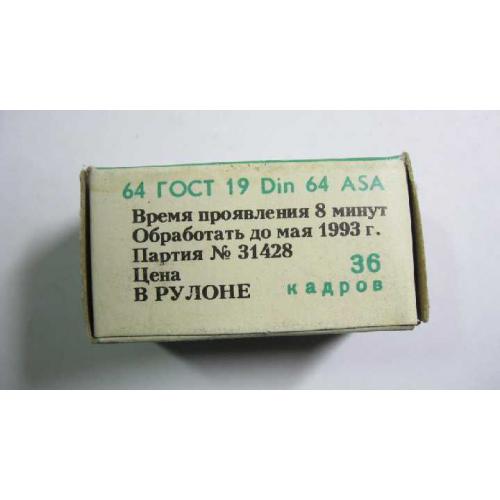 64 ГОСТ 19 Din 64 ASA
Время проявления 8 минут
Обработать до мая 1993 г.
Партия № 31428
Цена
В РУЛОНЕ
36
кадров